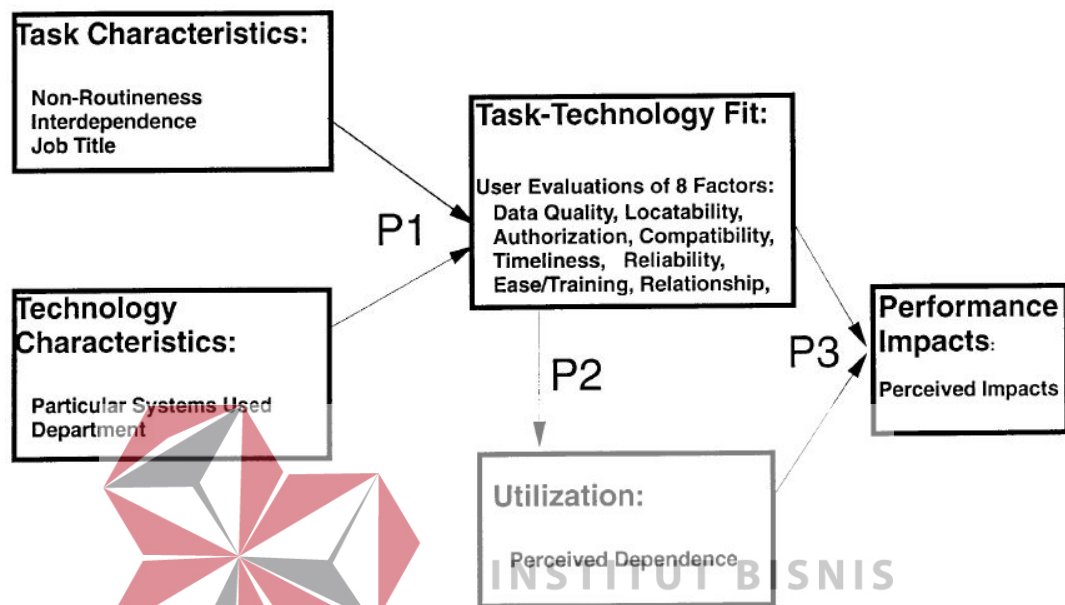 Task Characteristics:
Non-Routineness
Interdependence
Job Title
Technology
Characteristics:
Particular Systems Used
Department
P1
Task-Technology Fit:
User Evaluations of 8 Factors:
Data Quality, Locatability,
Authorization, Compatibility,
Timeliness, Reliability,
Ease/Training, Relationship,
P2
Utilization:
Perceived Dependence
P3
Performance
Impacts:
Perceived Impacts
INSTITUT BISNIS